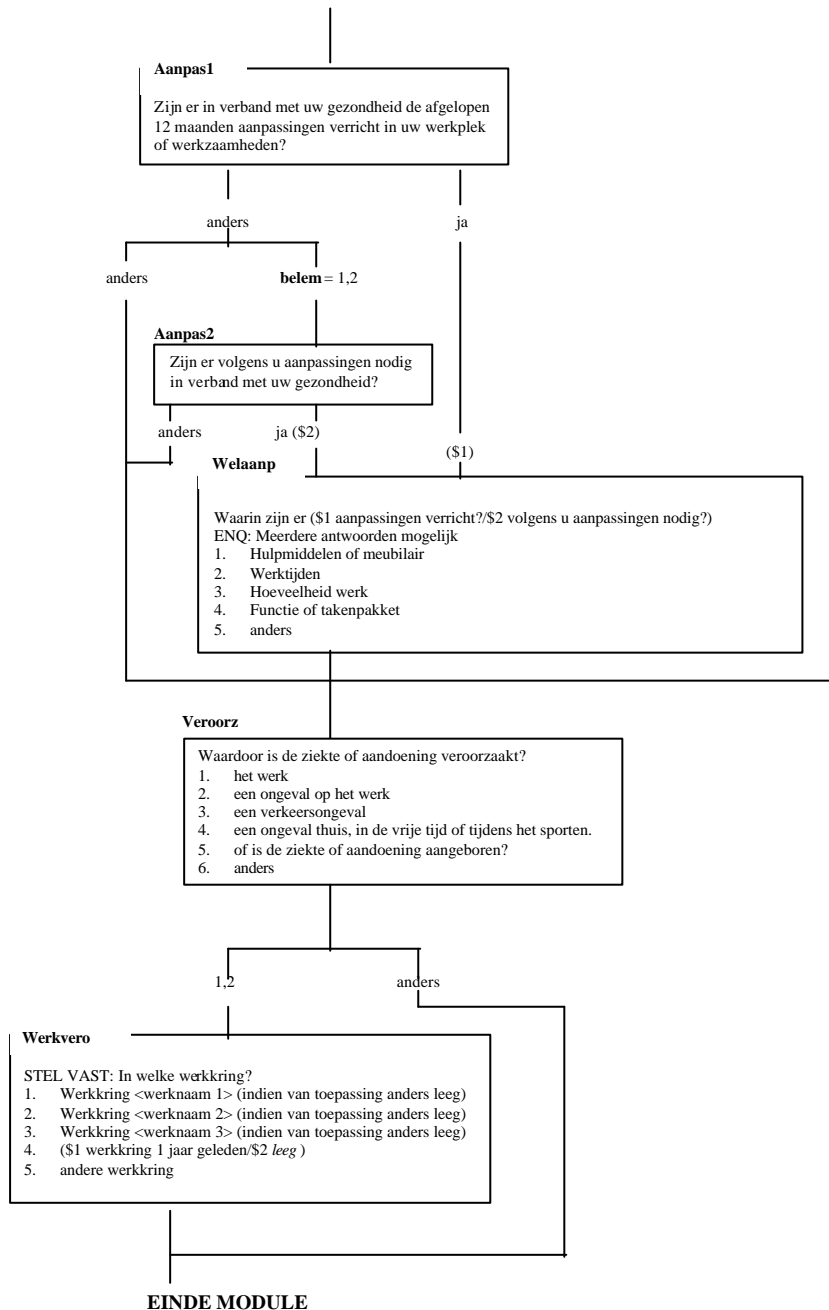 Aanpas1
Zijn er in verband met uw gezondheid de afgelopen
12 maanden aanpassingen verricht in uw werkplek
of werkzaamheden?
anders
ja
anders
belem = 1,2
Aanpas2
Zijn er volgens u aanpassingen nodig
in verband met uw gezondheid?
anders
ja ($2)
($1)
Welaanp
Waarin zijn er ($1 aanpassingen verricht?/$2 volgens u aanpassingen nodig?)
ENQ: Meerdere antwoorden mogelijk
1. Hulpmiddelen of meubilair
2. Werktijden
3. Hoeveelheid werk
4. Functie of takenpakket
5. anders
Veroorz
Waardoor is de ziekte of aandoening veroorzaakt?
1. het werk
2. een ongeval op het werk
3. een verkeersongeval
4. een ongeval thuis, in de vrije tijd of tijdens het sporten.
5. of is de ziekte of aandoening aangeboren?
6. anders
1,2
anders
Werkvero
STEL VAST: In welke werkkring?
1. Werkkring <werknaam 1> (indien van toepassing anders leeg)
2. Werkkring <werknaam 2> (indien van toepassing anders leeg)
3. Werkkring <werknaam 3> (indien van toepassing anders leeg)
4. ($1 werkkring 1 jaar geleden/$2 leeg )
5. andere werkkring
EINDE MODULE